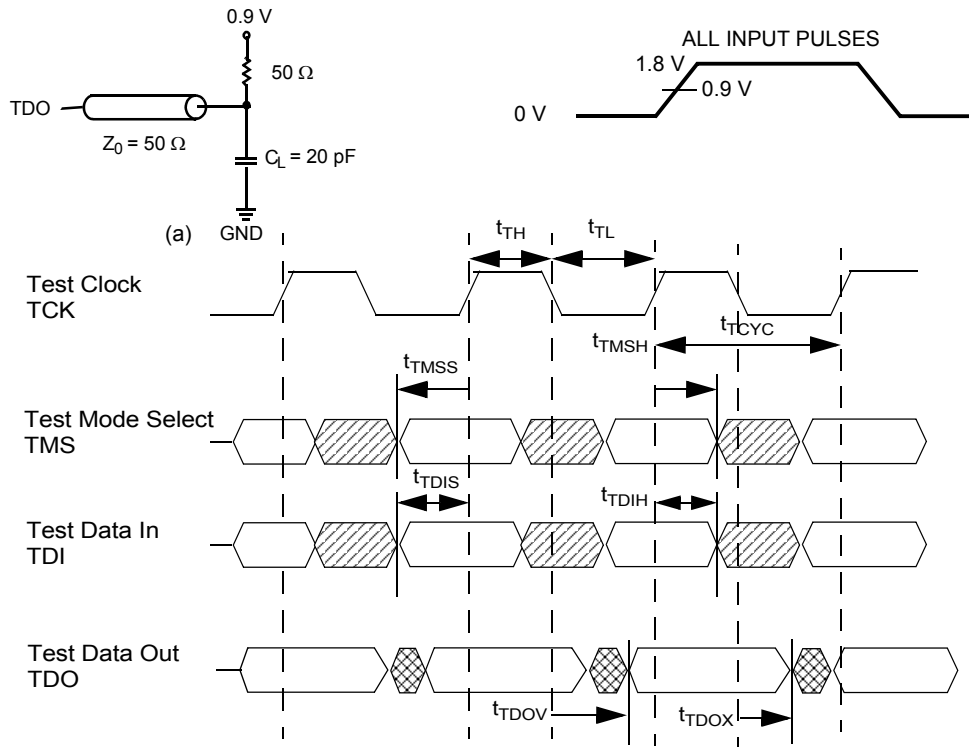 0.9 V
ALL INPUT PULSES
50 Ω
1.8 V
0.9 V
TDO
0 V
Z0 = 50 Ω
CL = 20 pF
(a)
GND
tTH
tTL
Test Clock
TCK
tTCYC
tTMSH
tTMSS
Test Mode Select
TMS
tTDIS
tTDIH
Test Data In
TDI
Test Data Out
TDO
tTDOV
tTDOX